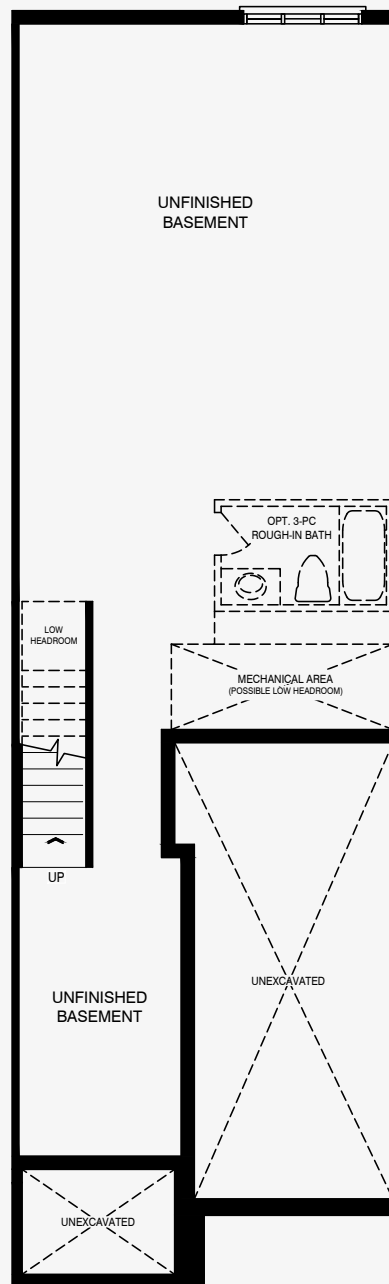 UNFINISHED
BASEMENT
OPT. 3-PC
ROUGH-IN BATH
LOW
HEADROOM
MECHANICAL AREA
(POSSIBLE LOW HEADROOM)
UP
UNEXCAVATED
UNFINISHED
BASEMENT
UNEXCAVATED